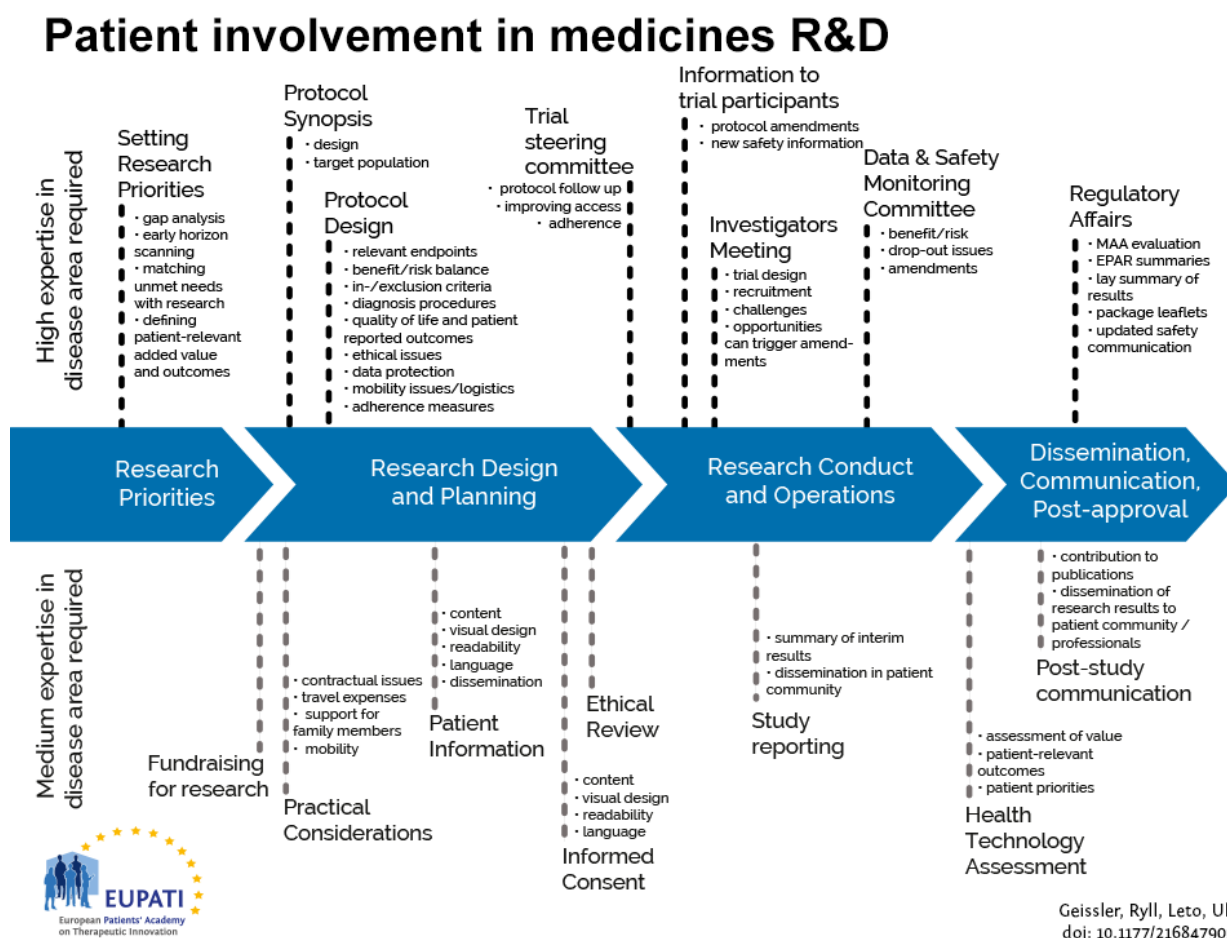 Patient involvement in medicines R&D
High expertise in
disease area required
Setting
Research
Priorities
· gap analysis
· early horizon
scanning
· matching
unmet needs
with research
· defining
patient-relevant
added value
and outcomes
Protocol
Synopsis
· design
· target population
Protocol
Design
· relevant endpoints
· benefit/risk balance
· in-/exclusion criteria
· diagnosis procedures
· quality of life and patient
reported outcomes
· ethical issues
· data protection
· mobility issues/logistics
· adherence measures
Trial
steering
committee
· protocol follow up
· improving access
· adherence
Information to
trial participants
· protocol amendments
· new safety information
Investigators
Meeting
· trial design
· recruitment
· challenges
· opportunities
can trigger amend-
ments
Data & Safety
Monitoring
Committee
· benefit/risk
· drop-out issues
· amendments
Regulatory
Affairs
· MAA evaluation
· EPAR summaries
· lay summary of
results
· package leaflets
· updated safety
communication
Research
Priorities
Research Design
and Planning
Research Conduct
and Operations
Dissemination,
Communication,
Post-approval
Medium expertise in
disease area required
Fundraising
for research
· contractual issues
· travel expenses
· support for
family members
· mobility
Practical
Considerations
· content
· visual design
· readability
· language
· dissemination
Patient
Information
Ethical
Review
· content
· visual design
· readability
· language
Informed
Consent
· summary of interim
results
· dissemination in patient
community
Study
reporting
· contribution to
publications
· dissemination of
research results to
patient community /
professionals
Post-study
communication
· assessment of value
· patient-relevant
outcomes
· patient priorities
Health
Technology
Assessment
EUPATI
European Patients' Academy
on Therapeutic Innovation
Geissler, Ryll, Leto,
doi: 10.1177/21684790